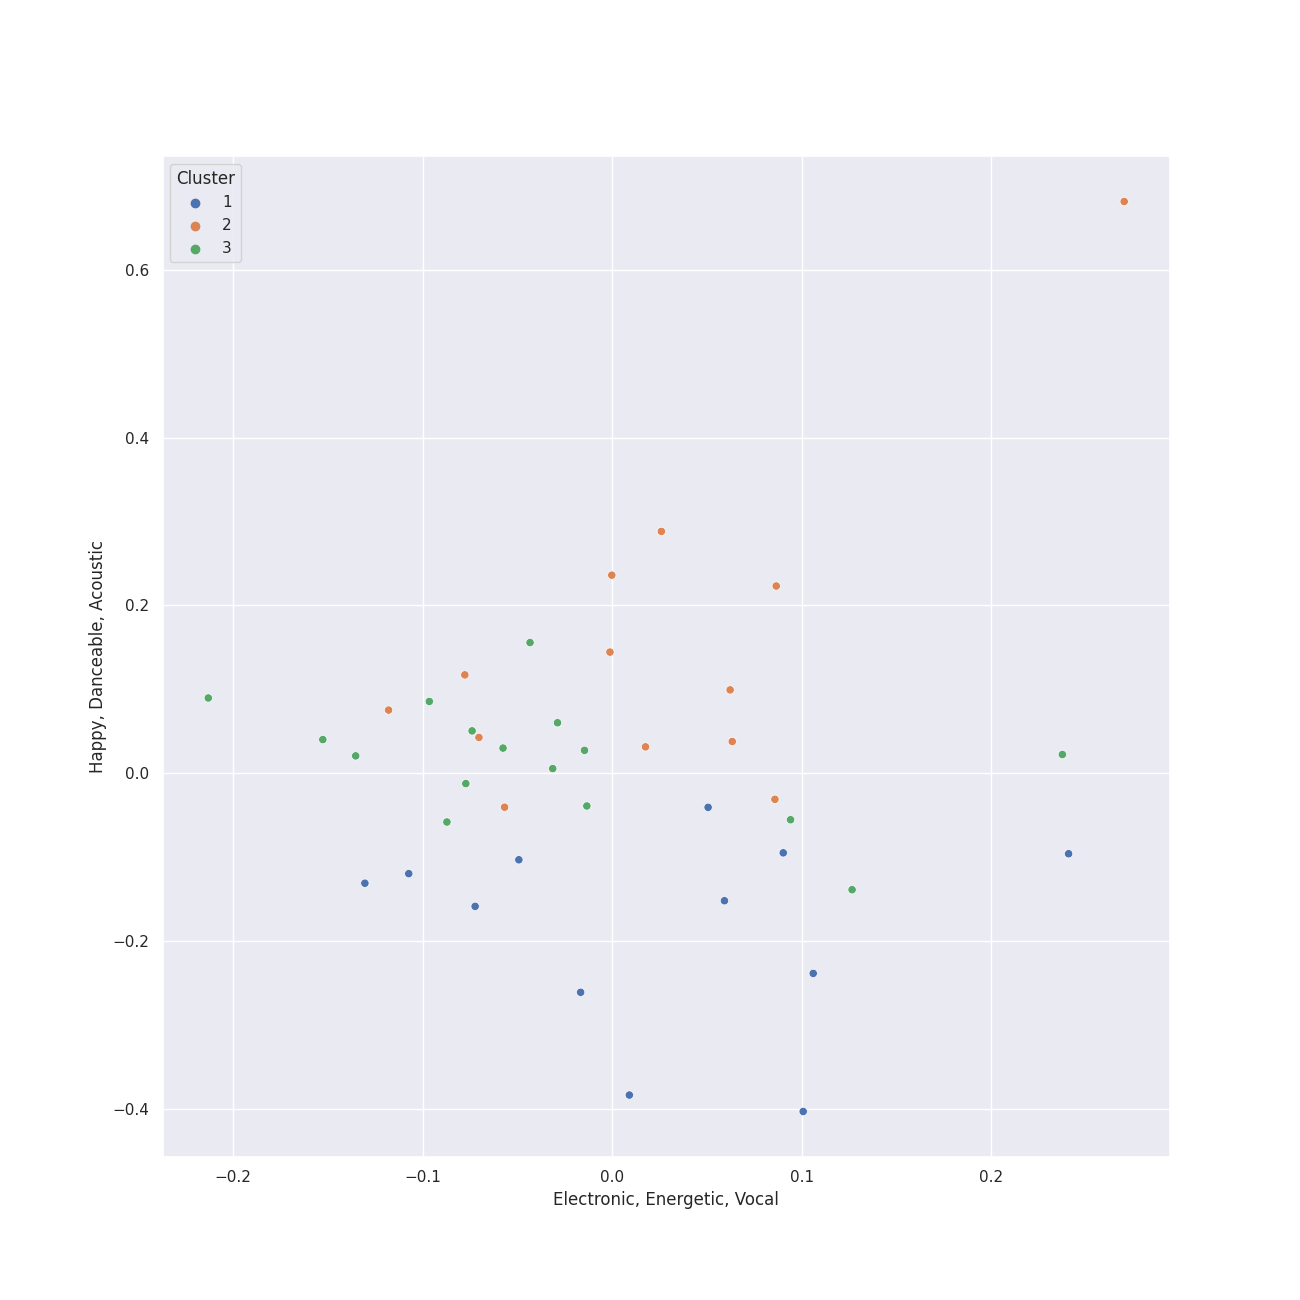 Cluster
1
2
3
0.6
0.4
0.2
0.0
−0.2
−0.4
Happy, Danceable, Acoustic
−0.2 −0.1 0.0 0.1 0.2
Electronic, Energetic, Vocal